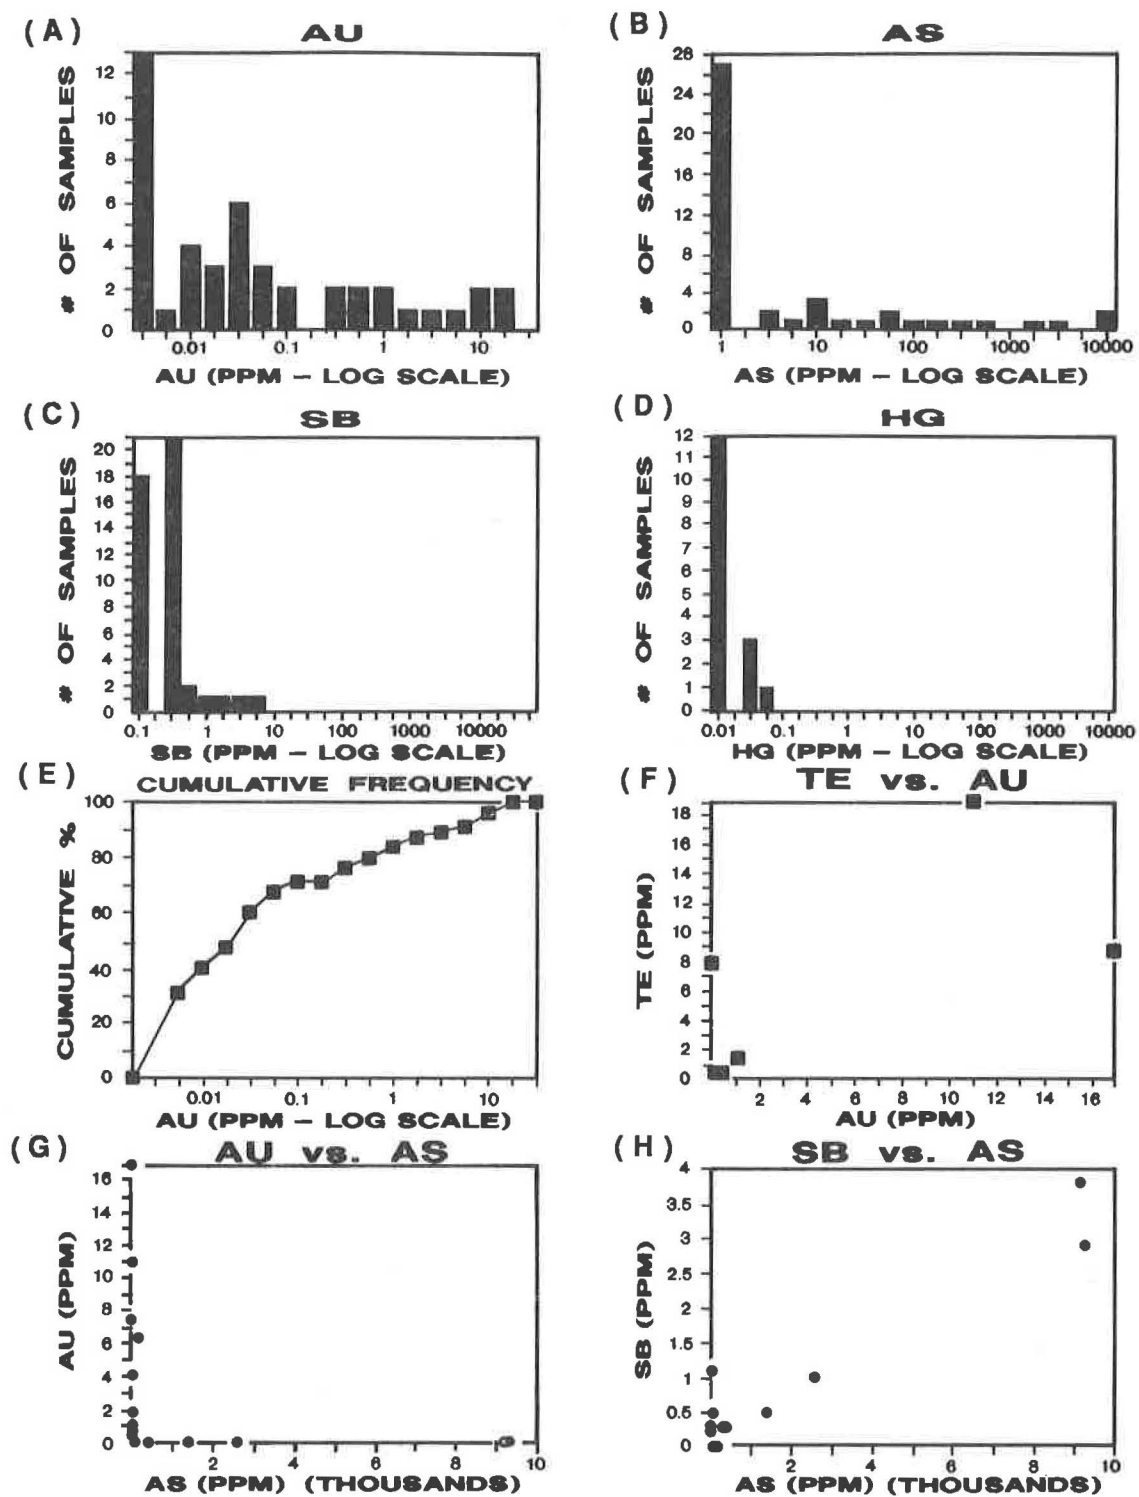 (A) AU
12
10
8
6
4
2
0
# OF SAMPLES
0.01 0.1 1 10
AU (PPM – LOG SCALE)
(B) AS
28
24
20
16
12
8
4
0
# OF SAMPLES
1 10 100 1000 10000
AS (PPM – LOG SCALE)
(C) SB
20
18
16
14
12
10
8
6
4
2
0
# OF SAMPLES
0.1 1 10 100 1000 10000
SB (PPM – LOG SCALE)
(D) HG
12
11
10
9
8
7
6
5
4
3
2
1
0
# OF SAMPLES
0.01 0.1 1 10 100 1000 10000
HG (PPM – LOG SCALE)
(E) CUMULATIVE FREQUENCY
100
80
60
40
20
0
CUMULATIVE %
0.01 0.1 1 10
AU (PPM – LOG SCALE)
(F) TE vs. AU
18
16
14
12
10
8
6
4
2
0
TE (PPM)
2 4 6 8 10 12 14 16
AU (PPM)
(G) AU vs. AS
16
14
12
10
8
6
4
2
0
AU (PPM)
2 4 6 8 10
AS (PPM) (THOUSANDS)
(H) SB vs. AS
4
3.5
3
2.5
2
1.5
1
0.5
0
SB (PPM)
2 4 6 8 10
AS (PPM) (THOUSANDS)